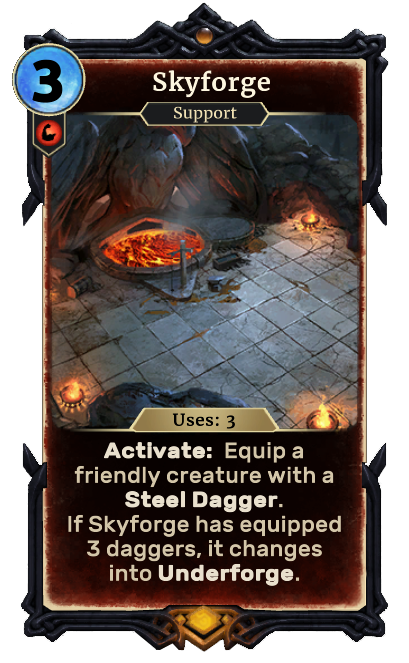 3
Skyforge
Support
Uses: 3
Activate: Equip a
friendly creature with a
Steel Dagger.
If Skyforge has equipped
3 daggers, it changes
into Underforge.